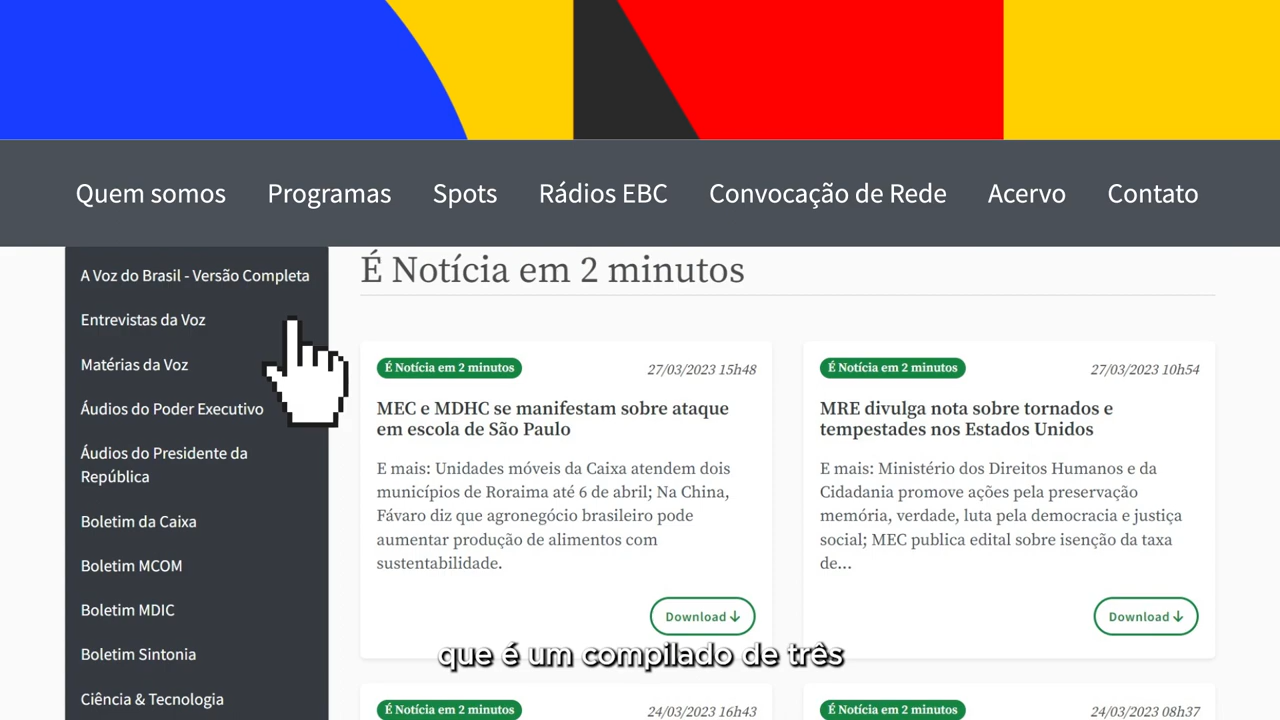 Quem somos Programas Spots Rádios EBC Convocação de Rede Acervo Contato
A Voz do Brasil - Versão Completa
Entrevistas da Voz
Matérias da Voz
Áudios do Poder Executivo
Áudios do Presidente da
República
Boletim da Caixa
Boletim MCOM
Boletim MDIC
Boletim Sintonia
Ciência & Tecnologia
É Notícia em 2 minutos
É Notícia em 2 minutos 27/03/2023 15h48
MEC e MDHC se manifestam sobre ataque
em escola de São Paulo
E mais: Unidades móveis da Caixa atendem dois
municípios de Roraima até 6 de abril; Na China,
Fávaro diz que agronegócio brasileiro pode
aumentar produção de alimentos com
sustentabilidade.
Download
É Notícia em 2 minutos 27/03/2023 10h54
MRE divulga nota sobre tornados e
tempestades nos Estados Unidos
E mais: Ministério dos Direitos Humanos e da
Cidadania promove ações pela preservação
memória, verdade, luta pela democracia e justiça
social; MEC publica edital sobre isenção da taxa
de...
Download
que é um compilado de três
É Notícia em 2 minutos 24/03/2023 16h43
É Notícia em 2 minutos 24/03/2023 08h37